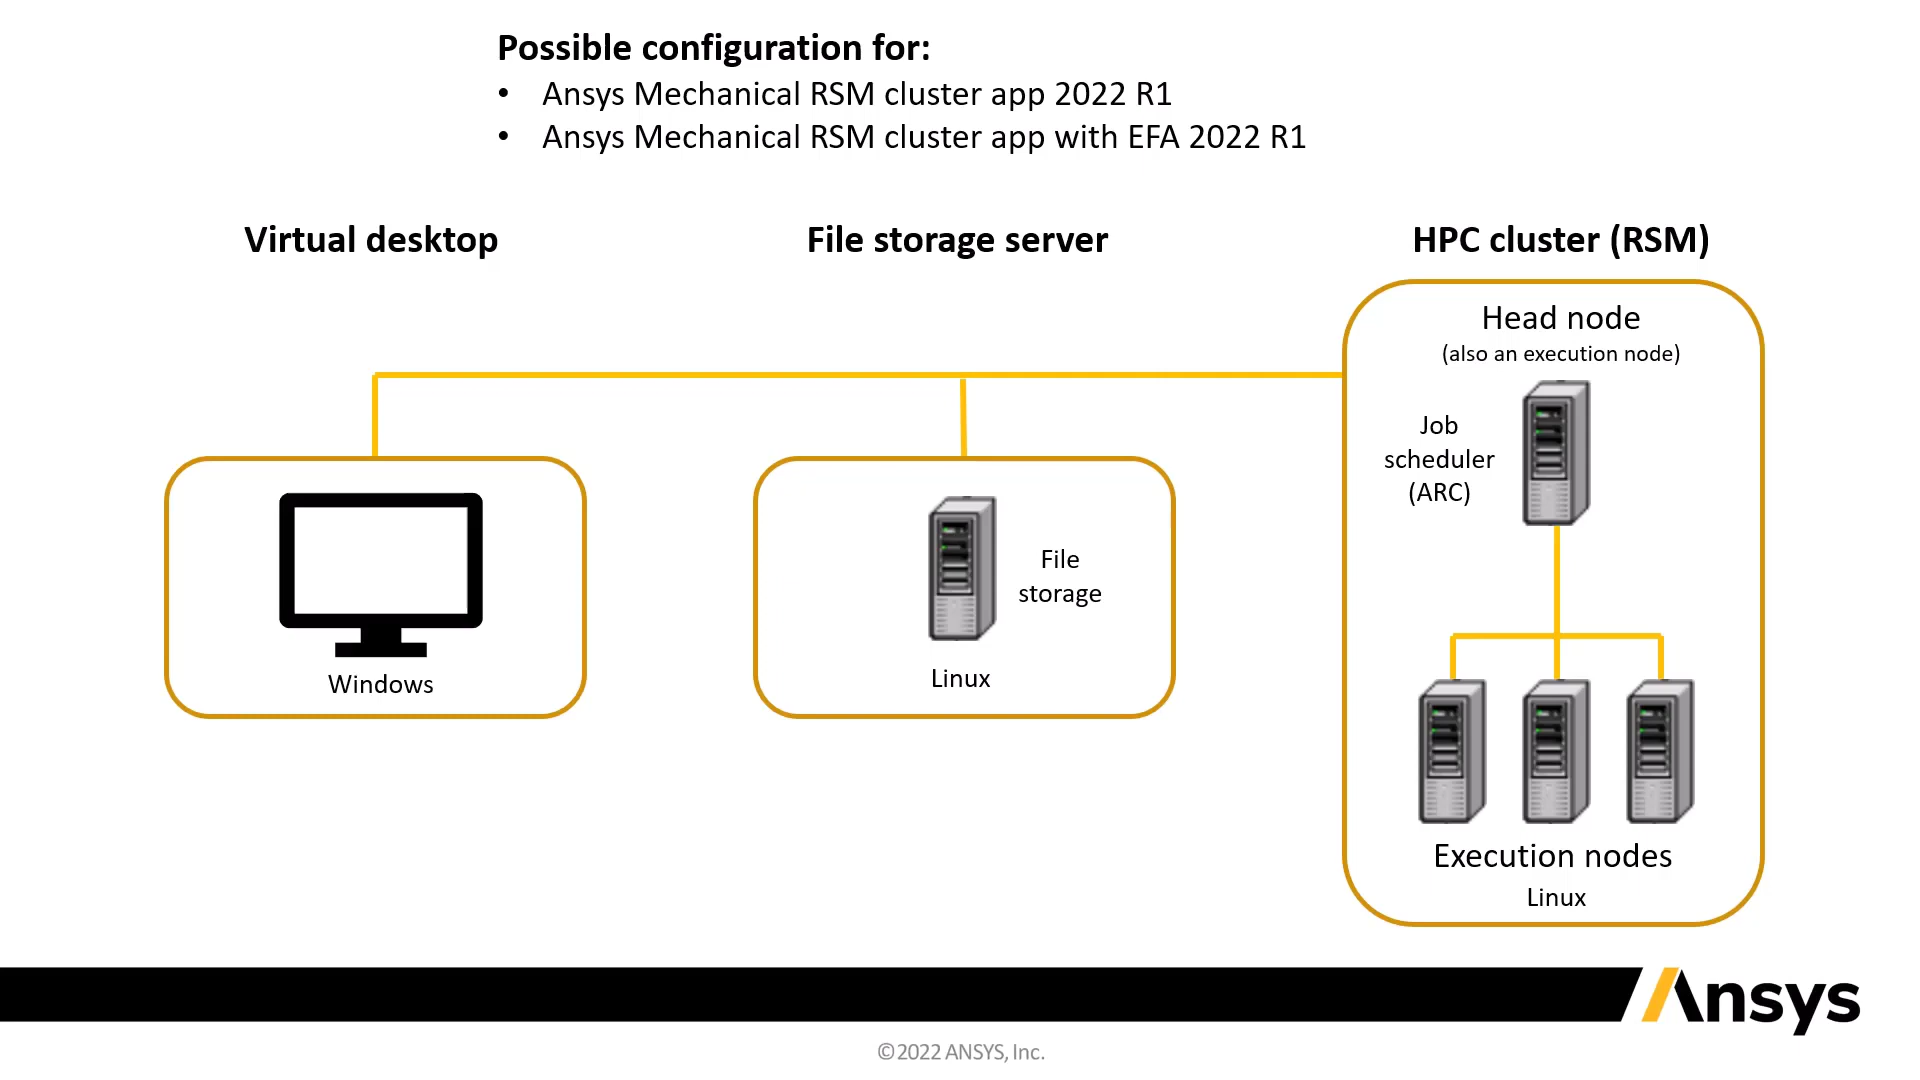 Possible configuration for:
• Ansys Mechanical RSM cluster app 2022 R1
• Ansys Mechanical RSM cluster app with EFA 2022 R1
Virtual desktop
File storage server
HPC cluster (RSM)
Head node
(also an execution node)
Job
scheduler
(ARC)
File
storage
Windows
Linux
Execution nodes
Linux
Ansys
©2022 ANSYS, Inc.